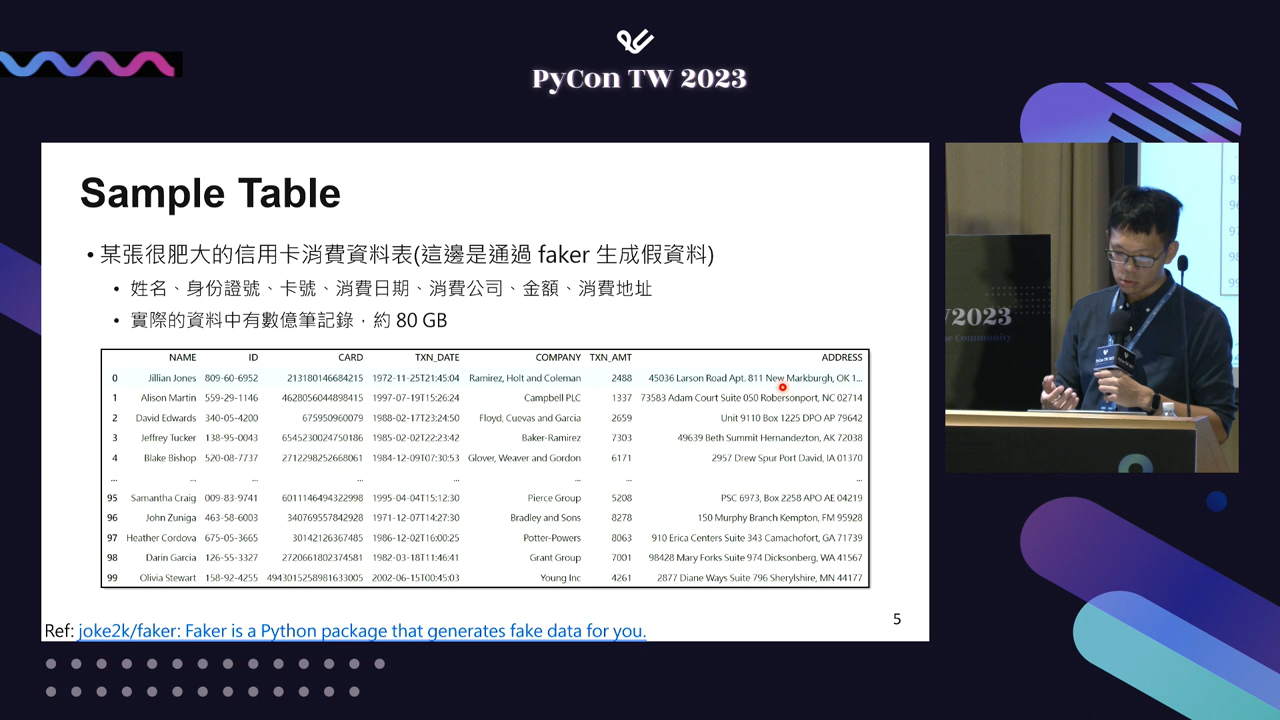 PyCon TW 2023
Sample Table
• 某張很肥大的信用卡消費資料表(這邊是通過 faker 生成假資料)
• 姓名、身份證號、卡號、消費日期、消費公司、金額、消費地址
• 實際的資料中有數億筆記錄，約 80 GB
NAME ID CARD TXN_DATE COMPANY TXN_AMT ADDRESS
0 Jillian Jones 809-60-6952 213180146684215 1972-11-25T21:45:04 Ramirez, Holt and Coleman 2488 45036 Larson Road Apt. 811 New Markburgh, OK 1...
1 Alison Martin 559-29-1146 4628056044898415 1997-07-19T15:26:24 Campbell PLC 1337 73583 Adam Court Suite 050 Robersonport, NC 02714
2 David Edwards 340-05-4200 675950960079 1988-02-17T23:24:50 Floyd, Cuevas and Garcia 2659 Unit 9110 Box 1225 DPO AP 79642
3 Jeffrey Tucker 138-95-0043 6545230024750186 1985-02-02T22:23:42 Baker-Ramirez 7303 49639 Beth Summit Hernandezton, AK 72038
4 Blake Bishop 520-08-7737 2712298252668061 1984-12-09T07:30:53 Glover, Weaver and Gordon 6171 2957 Drew Spur Port David, IA 01370
... ... ... ... ... ... ... ...
95 Samantha Craig 009-83-9741 6011146494322998 1995-04-04T15:12:30 Pierce Group 5208 PSC 6973, Box 2258 APO AE 04219
96 John Zuniga 463-58-6003 340769557842928 1971-12-07T14:27:30 Bradley and Sons 8278 150 Murphy Branch Kempton, FM 95928
97 Heather Cordova 675-05-3665 30142126367485 1986-12-02T16:00:25 Potter-Powers 8063 910 Erica Centers Suite 343 Camachofort, GA 71739
98 Darin Garcia 126-55-3327 2720661802374581 1982-03-18T11:46:41 Grant Group 7001 98428 Mary Forks Suite 974 Dicksonberg, WA 41567
99 Olivia Stewart 158-92-4255 4943015258981633005 2002-06-15T00:45:03 Young Inc 4261 2877 Diane Ways Suite 796 Sherylshire, MN 44177
Ref: joke2k/faker: Faker is a Python package that generates fake data for you.
5
2023